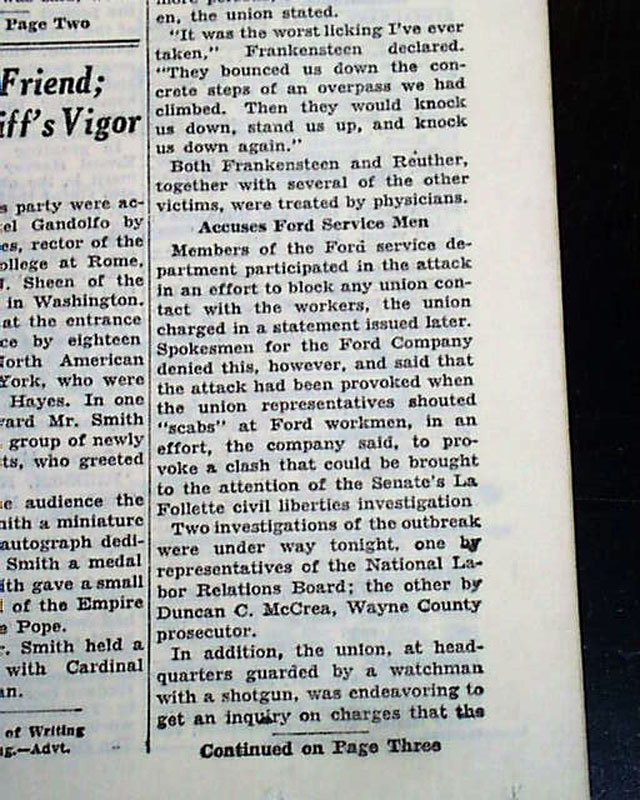 Page Two
Friend;
iff's Vigor
s party were ac-
el Gandolfo by
es, rector of the
ollege at Rome,
J. Sheen of the
in Washington.
at the entrance
ce by eighteen
North American
York, who were
Hayes. In one
ward Mr. Smith
group of newly
ts, who greeted
e audience the
mith a miniature
autograph dedi-
Smith a medal
ith gave a small
of the Empire
e Pope.
r. Smith held a
with Cardinal
an.
of Writing
ng.—Advt.
en, the union stated.
"It was the worst licking I've ever
taken," Frankensteen declared.
"They bounced us down the con-
crete steps of an overpass we had
climbed. Then they would knock
us down, stand us up, and knock
us down again."
Both Frankensteen and Reuther,
together with several of the other
victims, were treated by physicians.
Accuses Ford Service Men
Members of the Ford service de-
partment participated in the attack
in an effort to block any union con-
tact with the workers, the union
charged in a statement issued later.
Spokesmen for the Ford Company
denied this, however, and said that
the attack had been provoked when
the union representatives shouted
"scabs" at Ford workmen, in an
effort, the company said, to pro-
voke a clash that could be brought
to the attention of the Senate's La
Follette civil liberties investigation
Two investigations of the outbreak
were under way tonight, one by
representatives of the National La-
bor Relations Board; the other by
Duncan C. McCrea, Wayne County
prosecutor.
In addition, the union, at head-
quarters guarded by a watchman
with a shotgun, was endeavoring to
get an inquiry on charges that the
Continued on Page Three